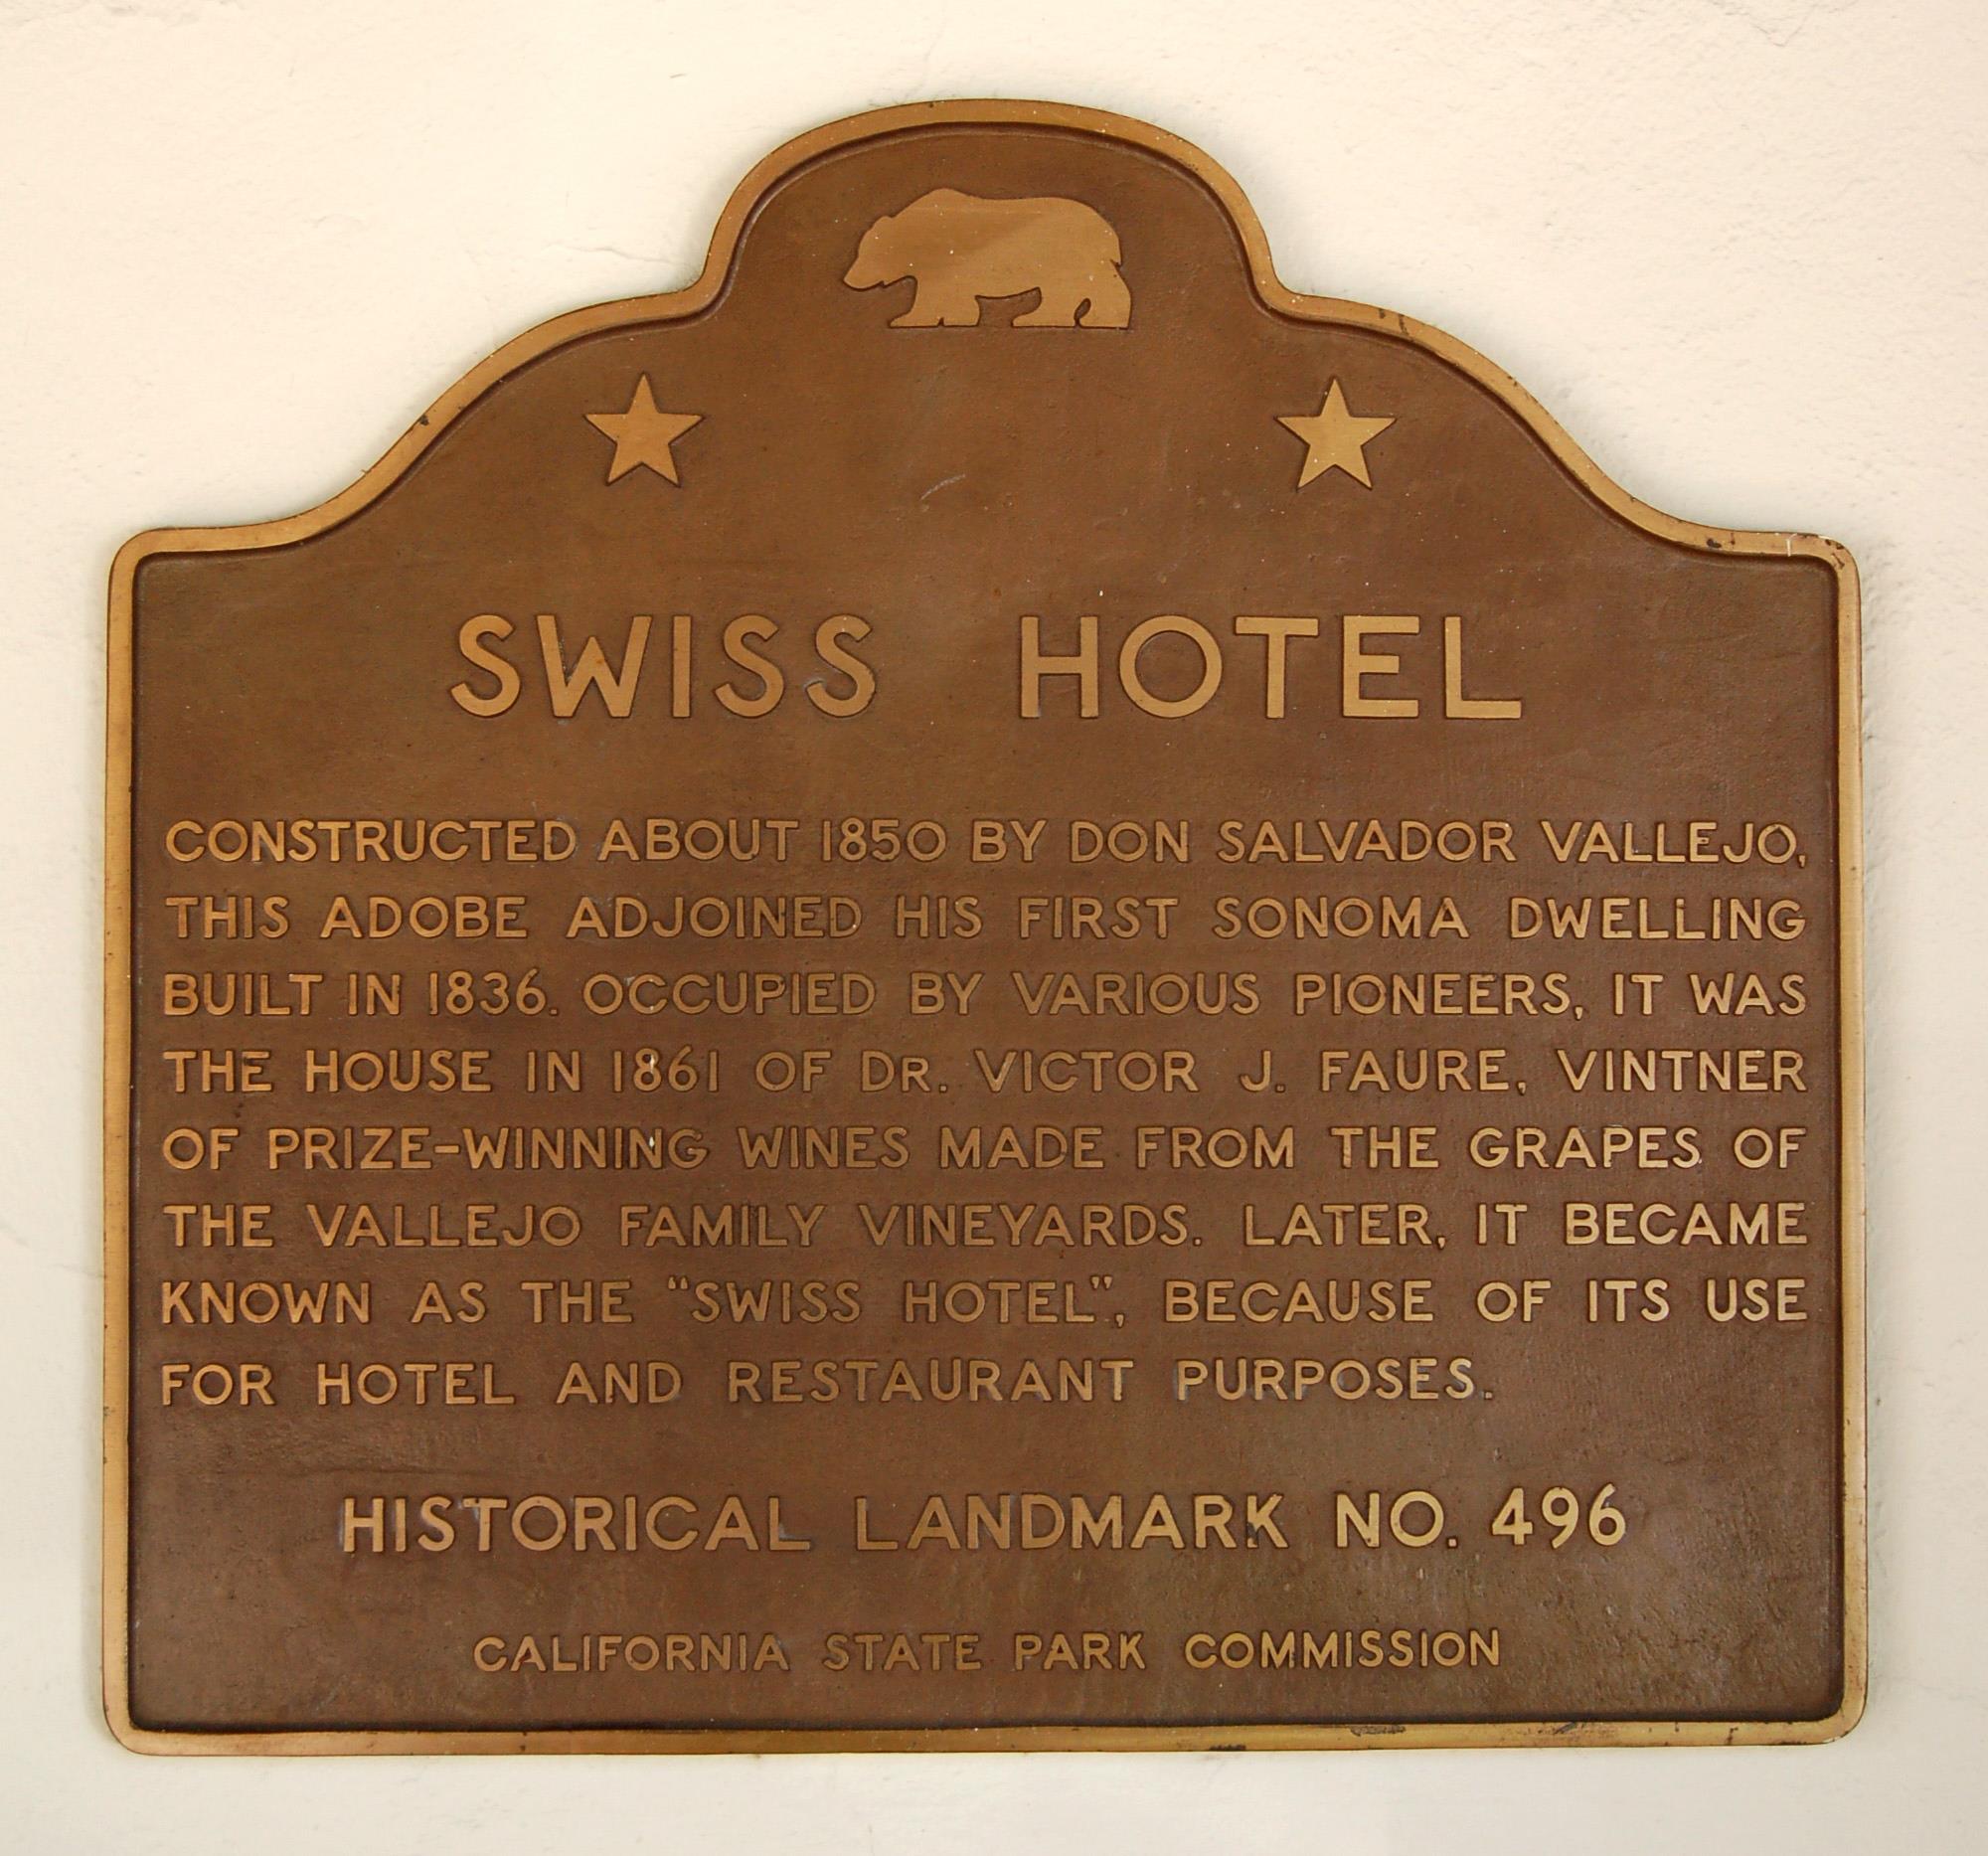 SWISS HOTEL
CONSTRUCTED ABOUT 1850 BY DON SALVADOR VALLEJO,
THIS ADOBE ADJOINED HIS FIRST SONOMA DWELLING
BUILT IN 1836. OCCUPIED BY VARIOUS PIONEERS, IT WAS
THE HOUSE IN 1861 OF DR. VICTOR J. FAURE, VINTNER
OF PRIZE-WINNING WINES MADE FROM THE GRAPES OF
THE VALLEJO FAMILY VINEYARDS. LATER, IT BECAME
KNOWN AS THE "SWISS HOTEL", BECAUSE OF ITS USE
FOR HOTEL AND RESTAURANT PURPOSES.
HISTORICAL LANDMARK NO. 496
CALIFORNIA STATE PARK COMMISSION